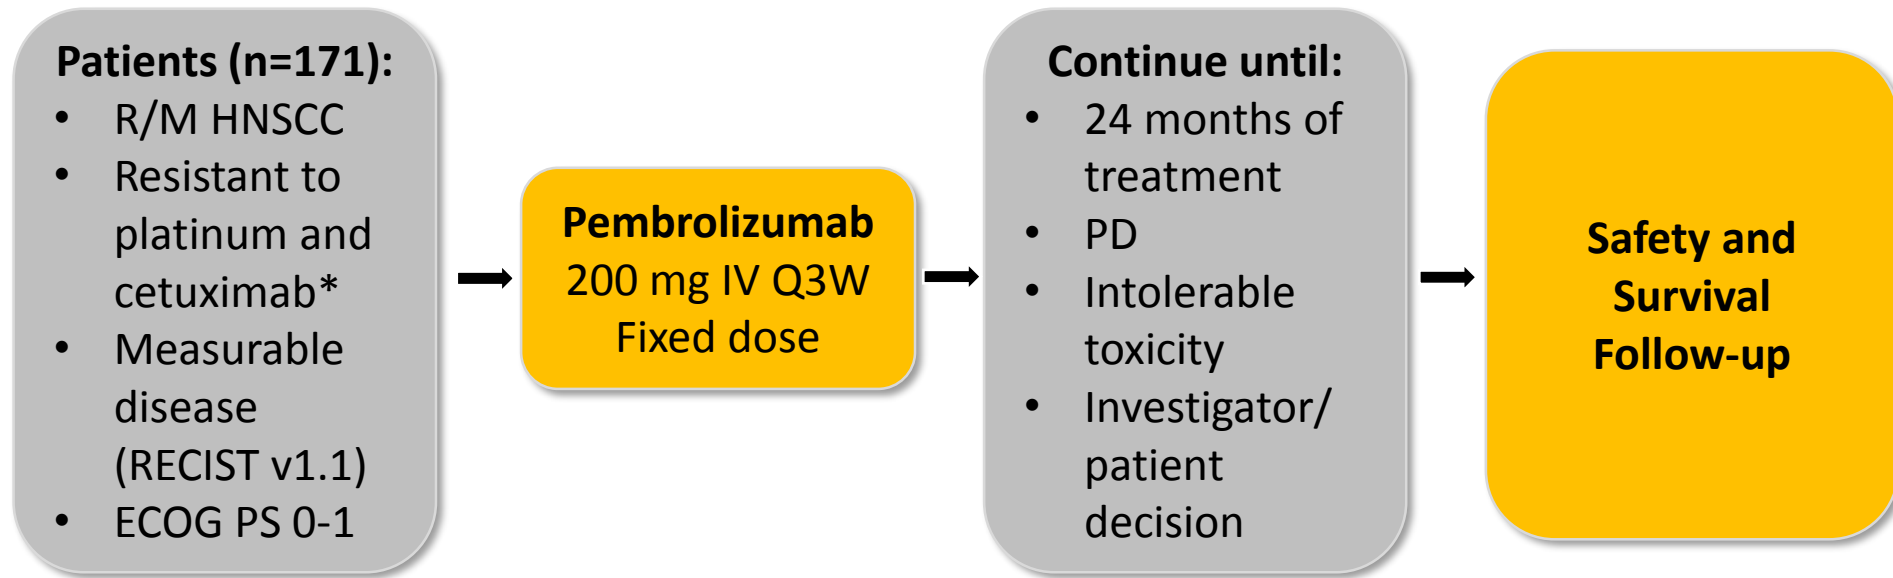 Patients (n=171):
• R/M HNSCC
• Resistant to
platinum and
cetuximab*
• Measurable
disease
(RECIST v1.1)
• ECOG PS 0-1
Pembrolizumab
200 mg IV Q3W
Fixed dose
Continue until:
• 24 months of
treatment
• PD
• Intolerable
toxicity
• Investigator/
patient
decision
Safety and
Survival
Follow-up